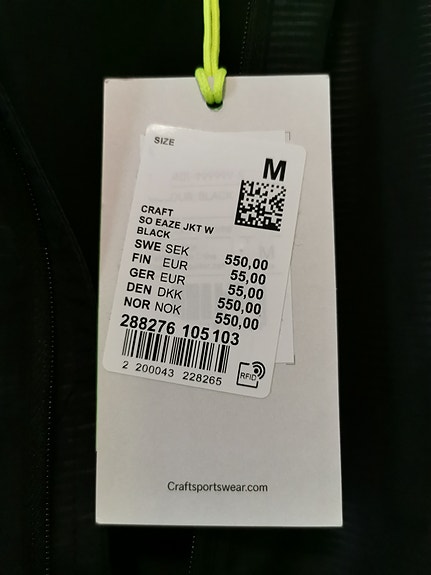 SIZE
M
CRAFT
SO EAZE JKT W
BLACK
SWE SEK 550,00
FIN EUR 55,00
GER EUR 55,00
DEN DKK 550,00
NOR NOK 550,00
288276 105103
2 200043 228265
RFID
Craftsportswear.com